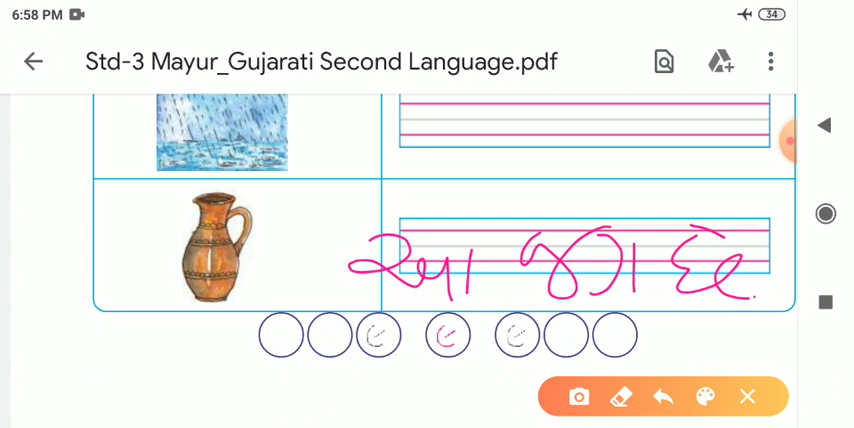 6:58 PM
34
Std-3 Mayur_Gujarati Second Language.pdf
આ જગ છે.